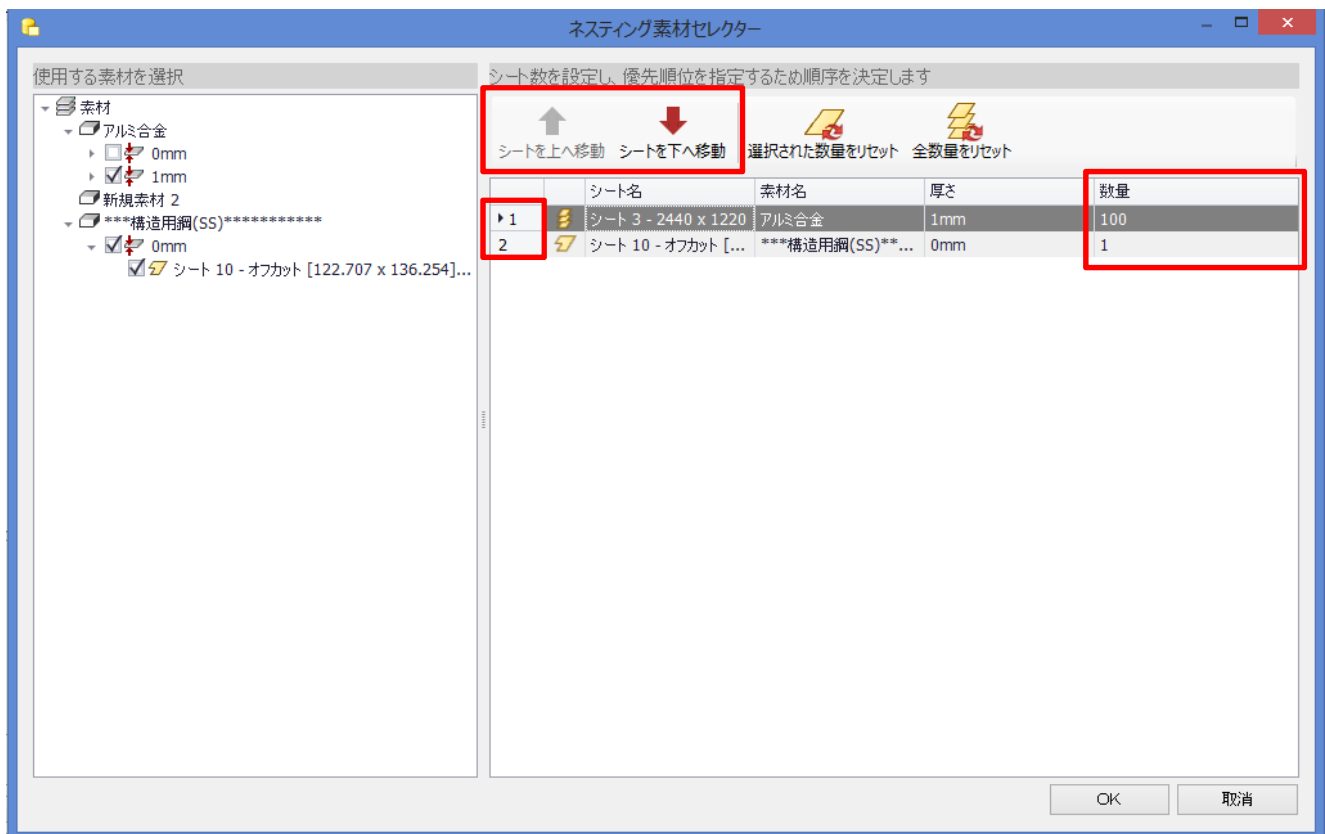 ネスティング素材セレクター
使用する素材を選択
素材
アルミ合金
0mm
1mm
新規素材 2
***構造用鋼(SS)***********
0mm
シート 10 - オフカット [122.707 x 136.254]...
シート数を設定し、優先順位を指定するため順序を決定します
シートを上へ移動 シートを下へ移動 選択された数量をリセット 全数量をリセット
シート名 素材名 厚さ 数量
1 シート 3 - 2440 x 1220 アルミ合金 1mm 100
2 シート 10 - オフカット [... ***構造用鋼(SS)**... 0mm 1
OK 取消